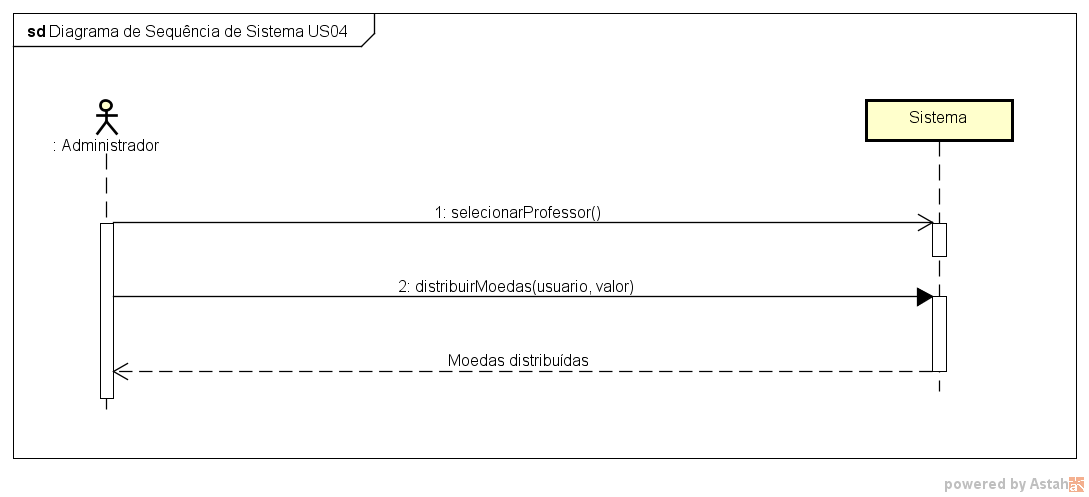 sd Diagrama de Sequência de Sistema US04
: Administrador
Sistema
1: selecionarProfessor()
2: distribuirMoedas(usuario, valor)
Moedas distribuídas
powered by Astah